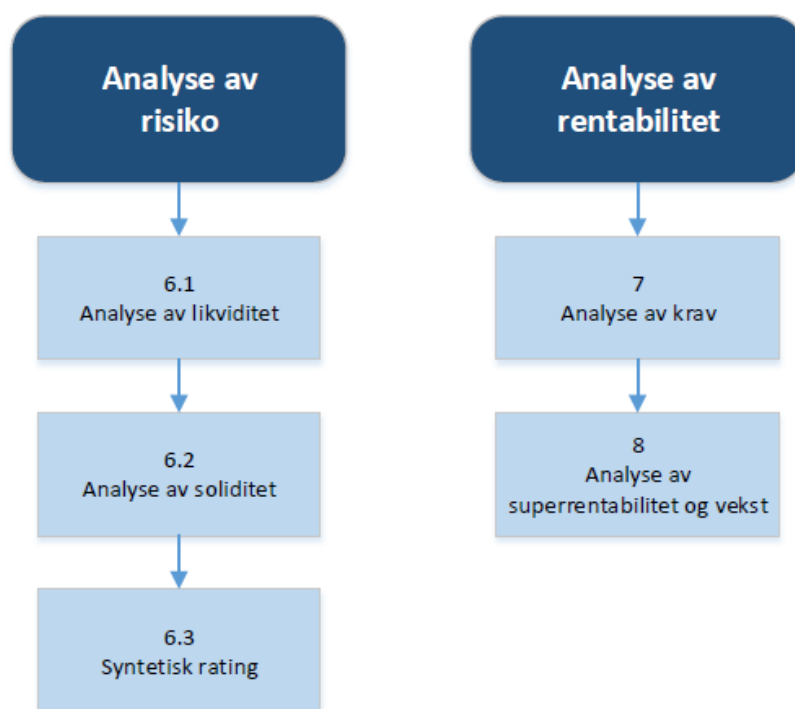 Analyse av
risiko
6.1
Analyse av likviditet
6.2
Analyse av soliditet
6.3
Syntetisk rating
Analyse av
rentabilitet
7
Analyse av krav
8
Analyse av
superrentabilitet og vekst